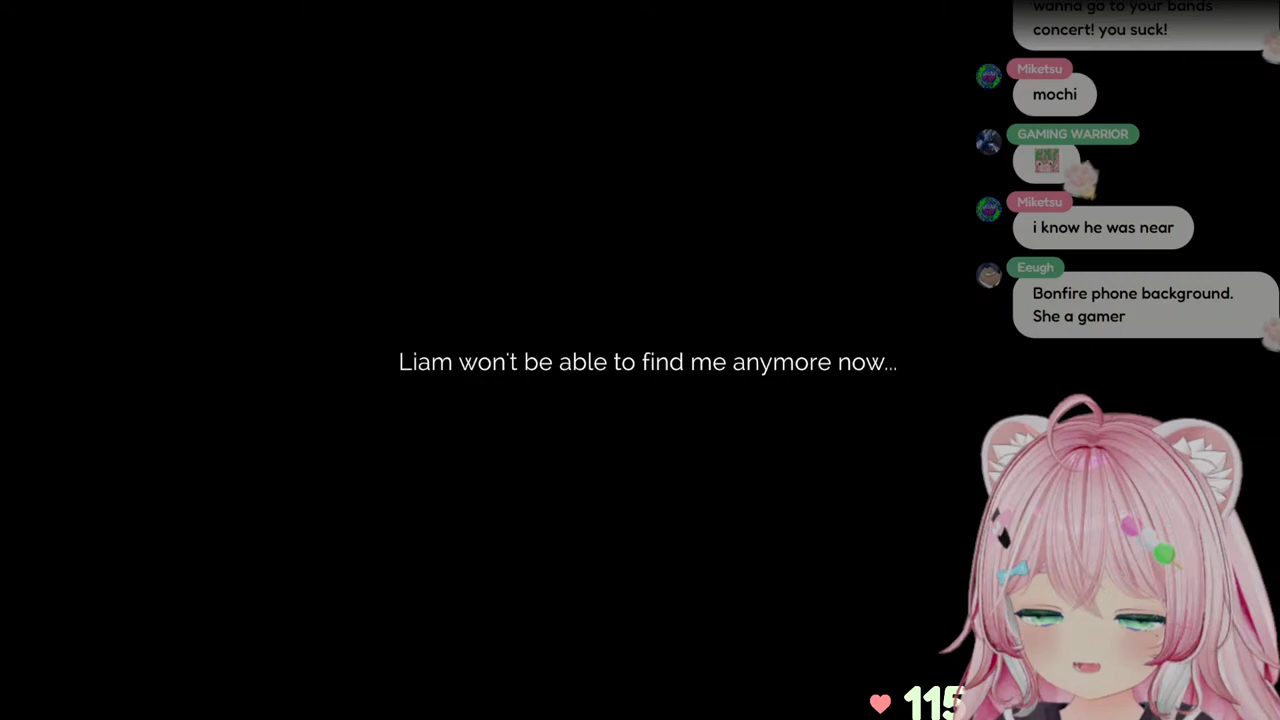 wanna go to your bands
concert! you suck!
Miketsu
mochi
GAMING WARRIOR
Miketsu
i know he was near
Eeugh
Bonfire phone background.
She a gamer
Liam won't be able to find me anymore now...
115